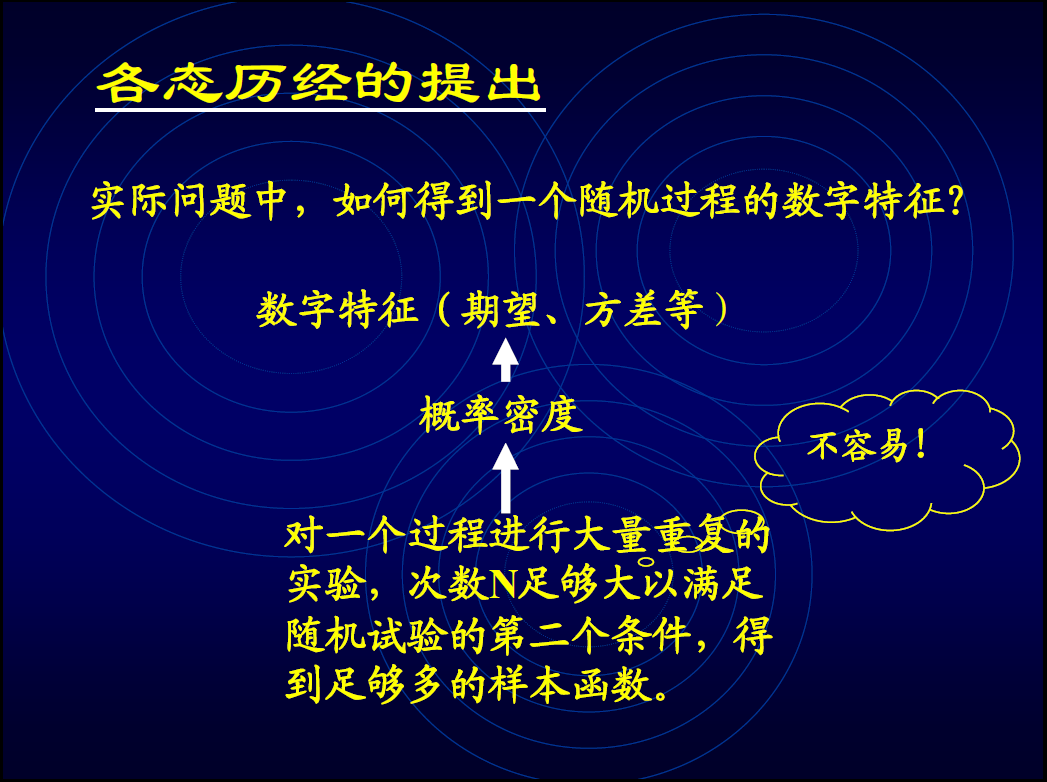 各态历经的提出
实际问题中，如何得到一个随机过程的数字特征？
数字特征（期望、方差等）
概率密度
不容易！
对一个过程进行大量重复的
实验，次数N足够大以满足
随机试验的第二个条件，得
到足够多的样本函数。